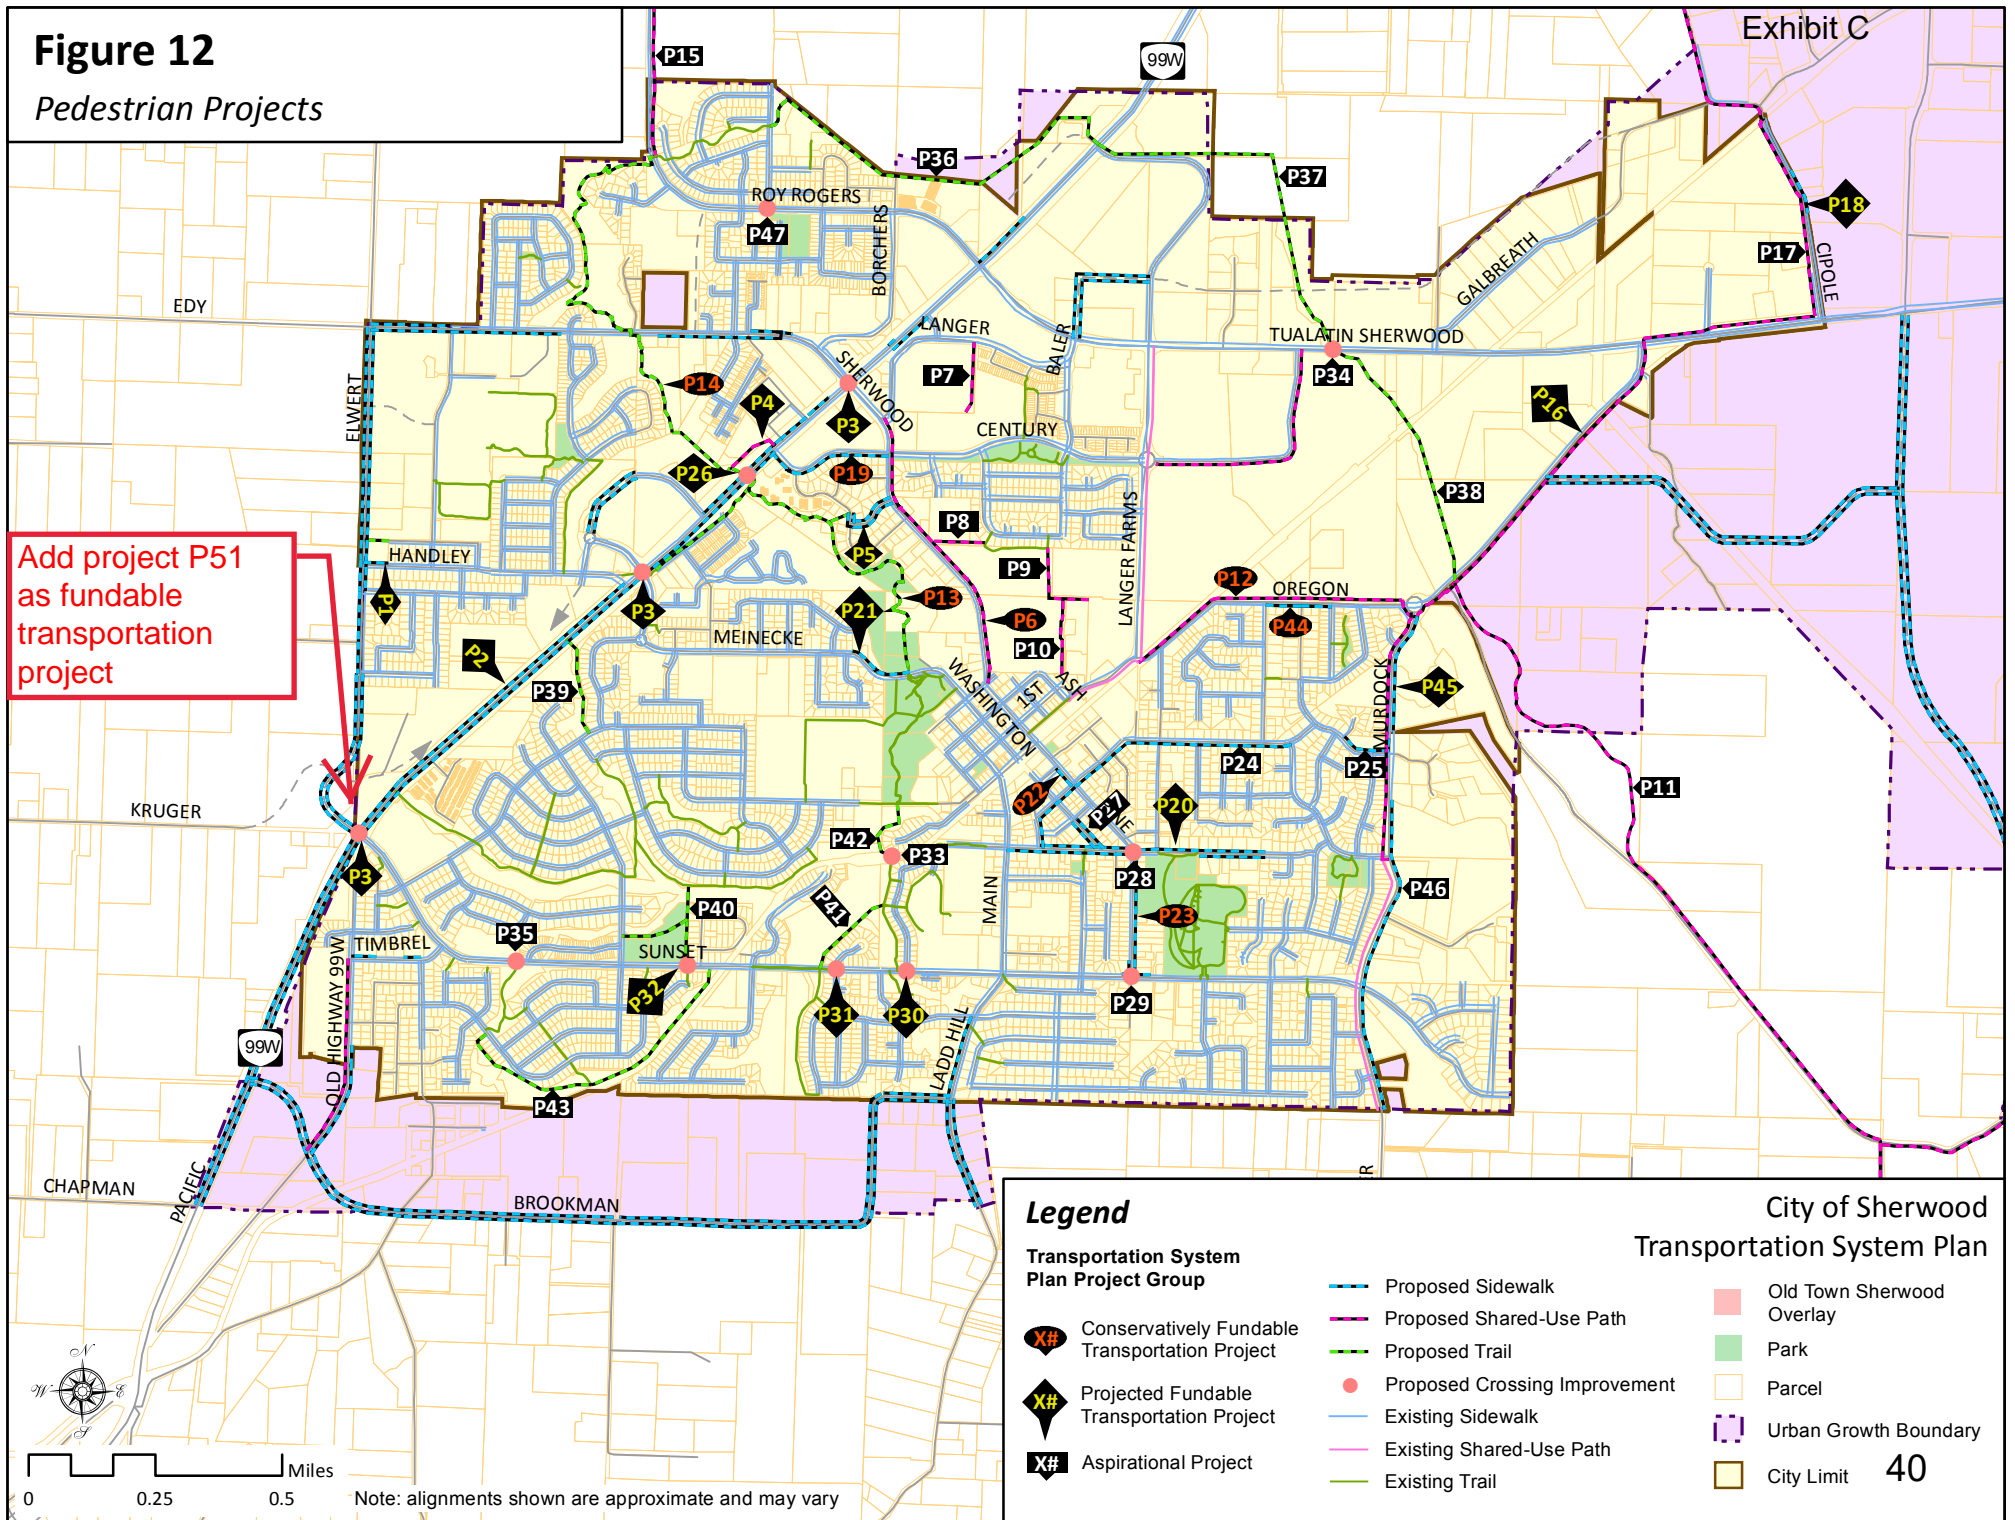 Figure 12
Pedestrian Projects
Exhibit C
99W
P15
P36
P37
P18
P17
CIPOLE
ROY ROGERS
P47
BORCHERS
GALBREATH
EDY
LANGER
BALER
TUALATIN SHERWOOD
P34
SHERWOOD
P7
P14
P4
P3
P16
ELWERT
CENTURY
P26
P19
P38
LANGER FARMS
P8
P5
P9
Add project P51
as fundable
transportation
project
HANDLEY
P1
P3
P21
P13
P6
P12
OREGON
P44
MEINECKE
P10
P2
P39
WASHINGTON
1ST
ASH
MURDOCK
P45
P24
P25
P11
KRUGER
P22
P27
NE
P20
P42
P33
P3
P28
P46
P40
P41
MAIN
P23
P35
TIMBREL
SUNSET
OLD HIGHWAY 99W
P32
P31
P30
P29
LADD HILL
99W
P43
PACIFIC
CHAPMAN
BROOKMAN
ER
Legend
Transportation System
Plan Project Group
X#
Conservatively Fundable
Transportation Project
X#
Projected Fundable
Transportation Project
X#
Aspirational Project
Proposed Sidewalk
Proposed Shared-Use Path
Proposed Trail
Proposed Crossing Improvement
Existing Sidewalk
Existing Shared-Use Path
Existing Trail
City of Sherwood
Transportation System Plan
Old Town Sherwood
Overlay
Park
Parcel
Urban Growth Boundary
City Limit
40
N
W
E
S
Miles
0
0.25
0.5
Note: alignments shown are approximate and may vary